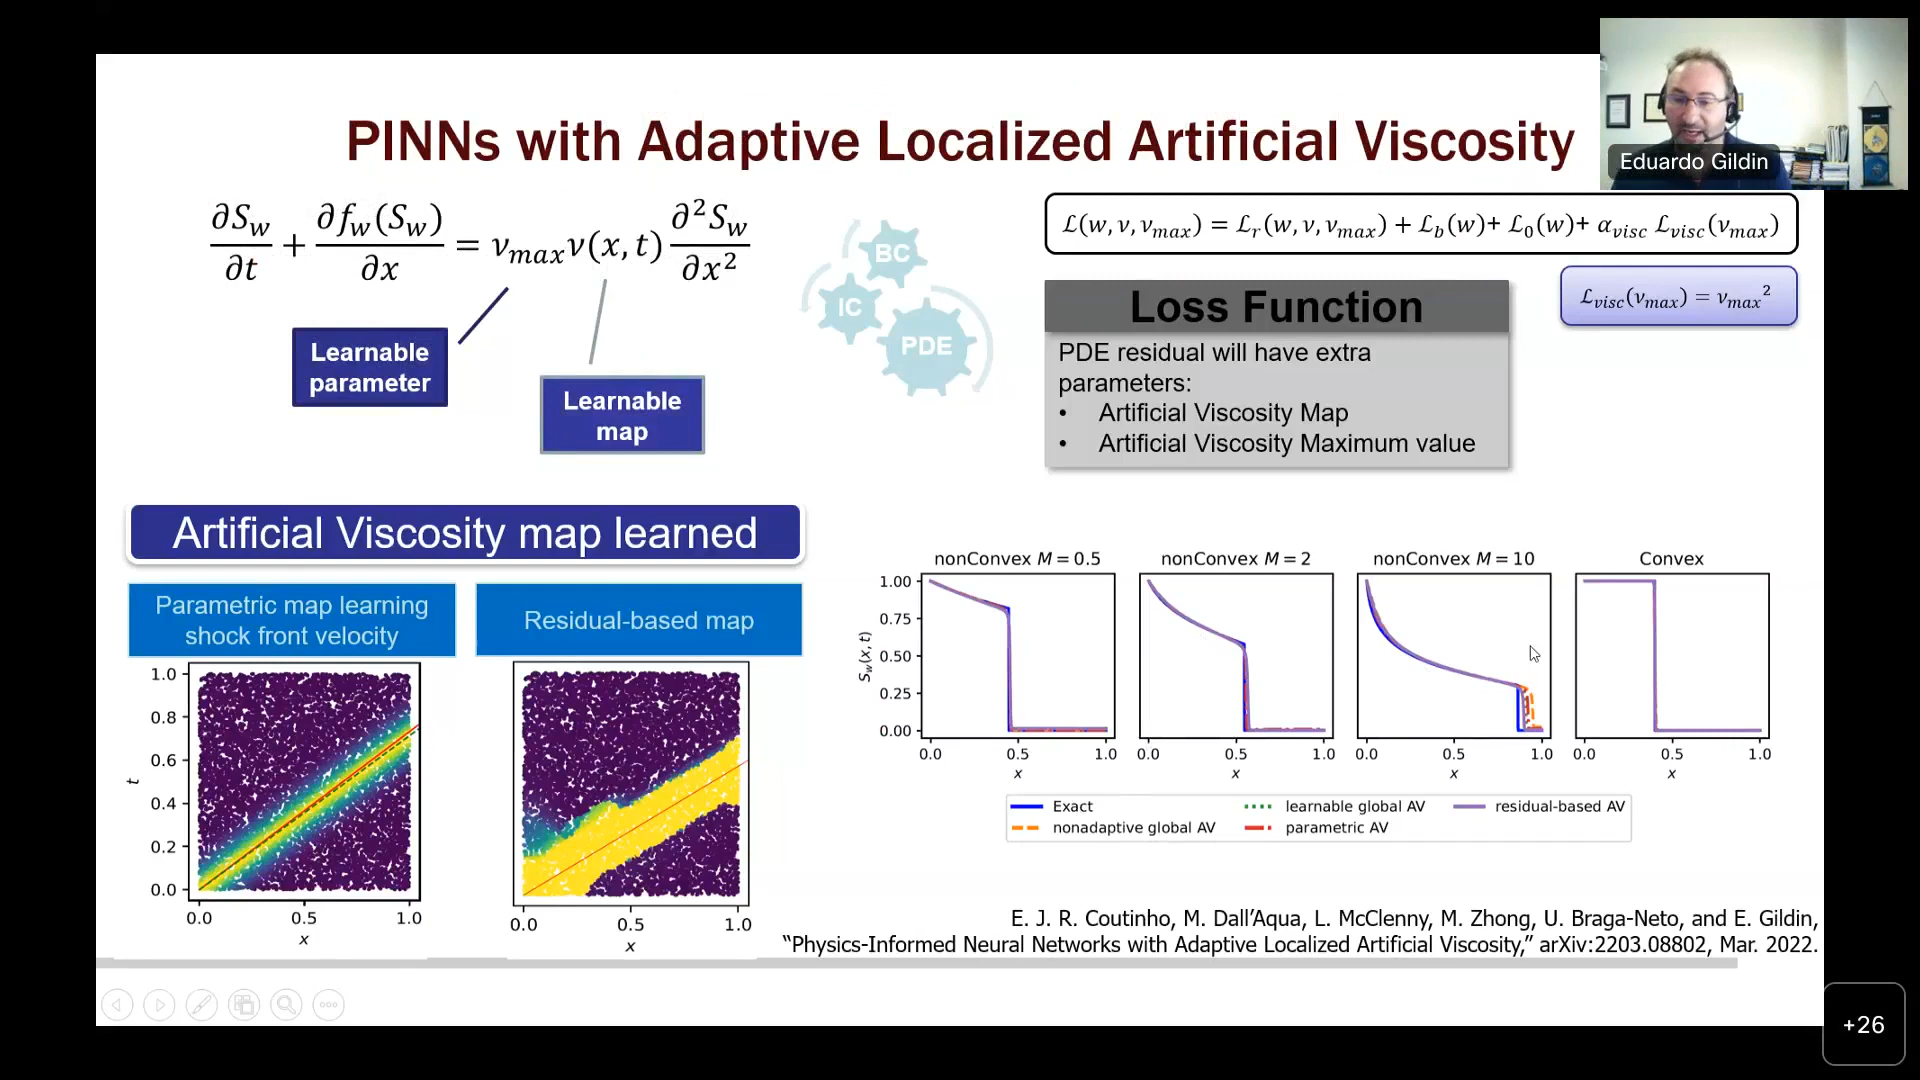 PINNs with Adaptive Localized Artificial Viscosity
Eduardo Gildin
∂S_w/∂t + ∂f_w(S_w)/∂x = ν_max ν(x, t) ∂²S_w/∂x²
Learnable
parameter
Learnable
map
BC
IC
PDE
ℒ(w, ν, ν_max) = ℒ_r(w, ν, ν_max) + ℒ_b(w)+ ℒ_0(w)+ α_visc ℒ_visc(ν_max)
ℒ_visc(ν_max) = ν_max²
Loss Function
PDE residual will have extra
parameters:
• Artificial Viscosity Map
• Artificial Viscosity Maximum value
Artificial Viscosity map learned
Parametric map learning
shock front velocity
Residual-based map
1.0
0.8
0.6
0.4
0.2
0.0
t
0.0 0.5 1.0
x
0.0 0.5 1.0
x
nonConvex M = 0.5
nonConvex M = 2
nonConvex M = 10
Convex
1.00
0.75
0.50
0.25
0.00
S_w(x, t)
0.0 0.5 1.0
x
0.0 0.5 1.0
x
0.0 0.5 1.0
x
0.0 0.5 1.0
x
Exact
nonadaptive global AV
learnable global AV
parametric AV
residual-based AV
E. J. R. Coutinho, M. Dall’Aqua, L. McClenny, M. Zhong, U. Braga-Neto, and E. Gildin,
“Physics-Informed Neural Networks with Adaptive Localized Artificial Viscosity,” arXiv:2203.08802, Mar. 2022.
+26